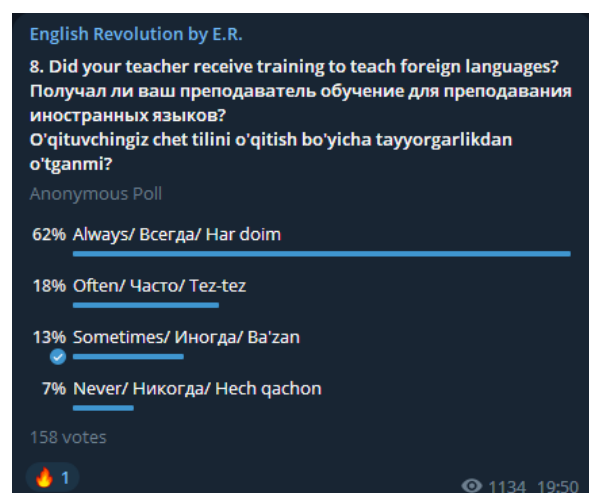 English Revolution by E.R.
8. Did your teacher receive training to teach foreign languages?
Получал ли ваш преподаватель обучение для преподавания
иностранных языков?
O'qituvchingiz chet tilini o'qitish bo'yicha tayyorgarlikdan
o'tganmi?
Anonymous Poll
62% Always/ Всегда/ Har doim
18% Often/ Часто/ Tez-tez
13% Sometimes/ Иногда/ Ba'zan
7% Never/ Никогда/ Hech qachon
158 votes
🔥 1
1134 19:50